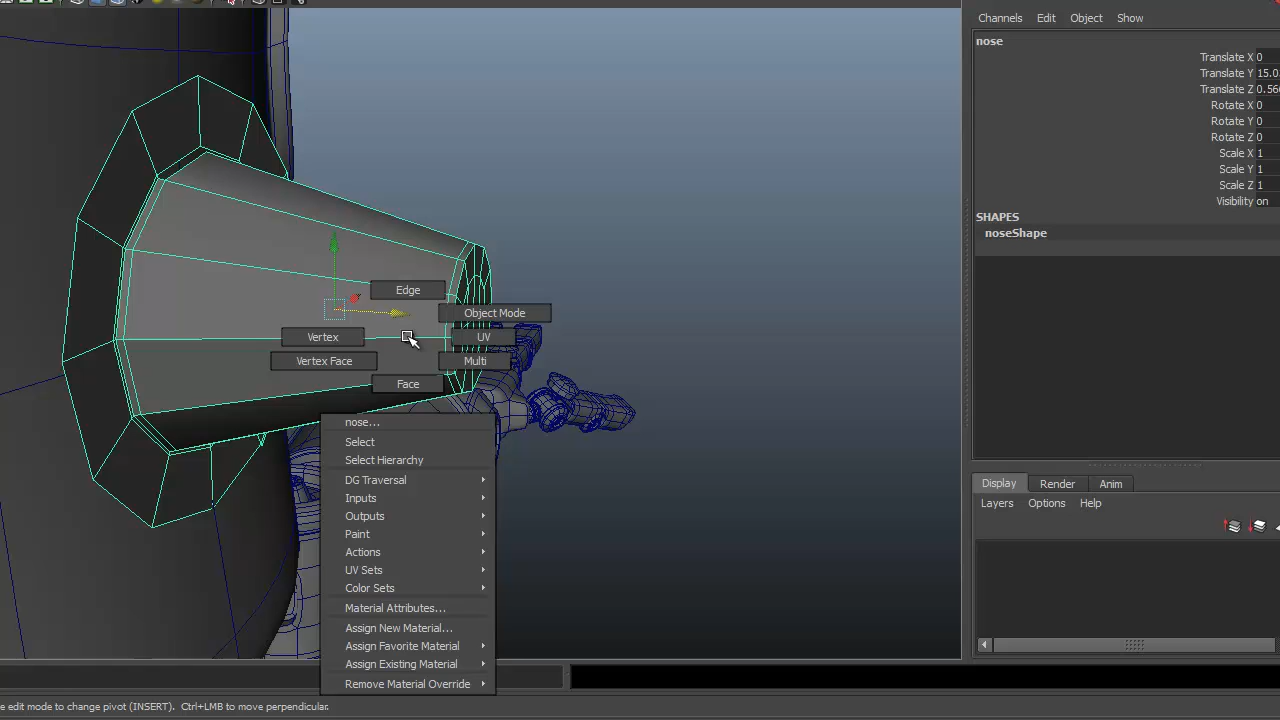 Channels Edit Object Show
nose
Translate X 0
Translate Y 15.0
Translate Z 0.56
Rotate X 0
Rotate Y 0
Rotate Z 0
Scale X 1
Scale Y 1
Scale Z 1
Visibility on
SHAPES
noseShape
Edge
Object Mode
Vertex
UV
Vertex Face
Multi
Face
nose...
Select
Select Hierarchy
DG Traversal
Inputs
Outputs
Paint
Actions
UV Sets
Color Sets
Material Attributes...
Assign New Material...
Assign Favorite Material
Assign Existing Material
Remove Material Override
Display Render Anim
Layers Options Help
e edit mode to change pivot (INSERT). Ctrl+LMB to move perpendicular.